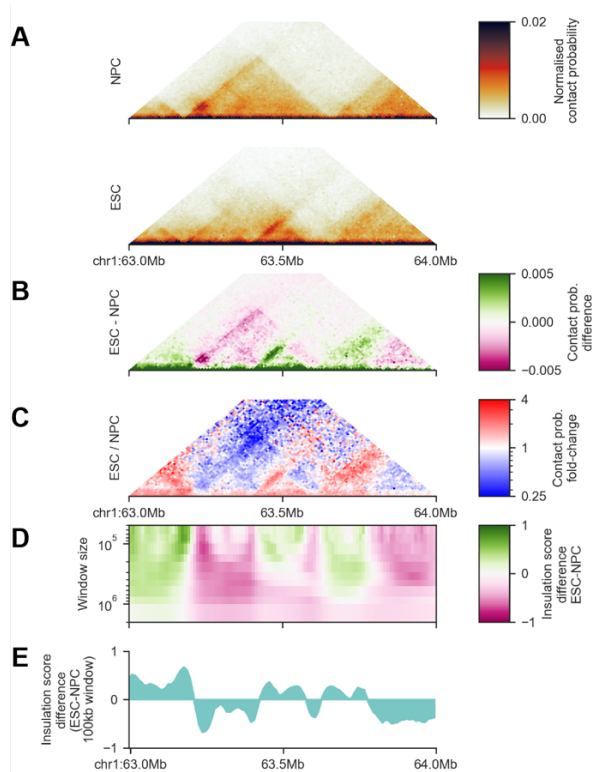 A
NPC
0.02
0.00
Normalised
contact probability
ESC
chr1:63.0Mb
63.5Mb
64.0Mb
B
ESC - NPC
0.005
0.000
−0.005
Contact prob.
difference
C
ESC / NPC
4
1
0.25
Contact prob.
fold-change
chr1:63.0Mb
63.5Mb
64.0Mb
D
Window size
10⁵
10⁶
1
0
−1
Insulation score
difference
ESC-NPC
E
Insulation score
difference
(ESC-NPC
100kb window)
1
0
−1
chr1:63.0Mb
63.5Mb
64.0Mb